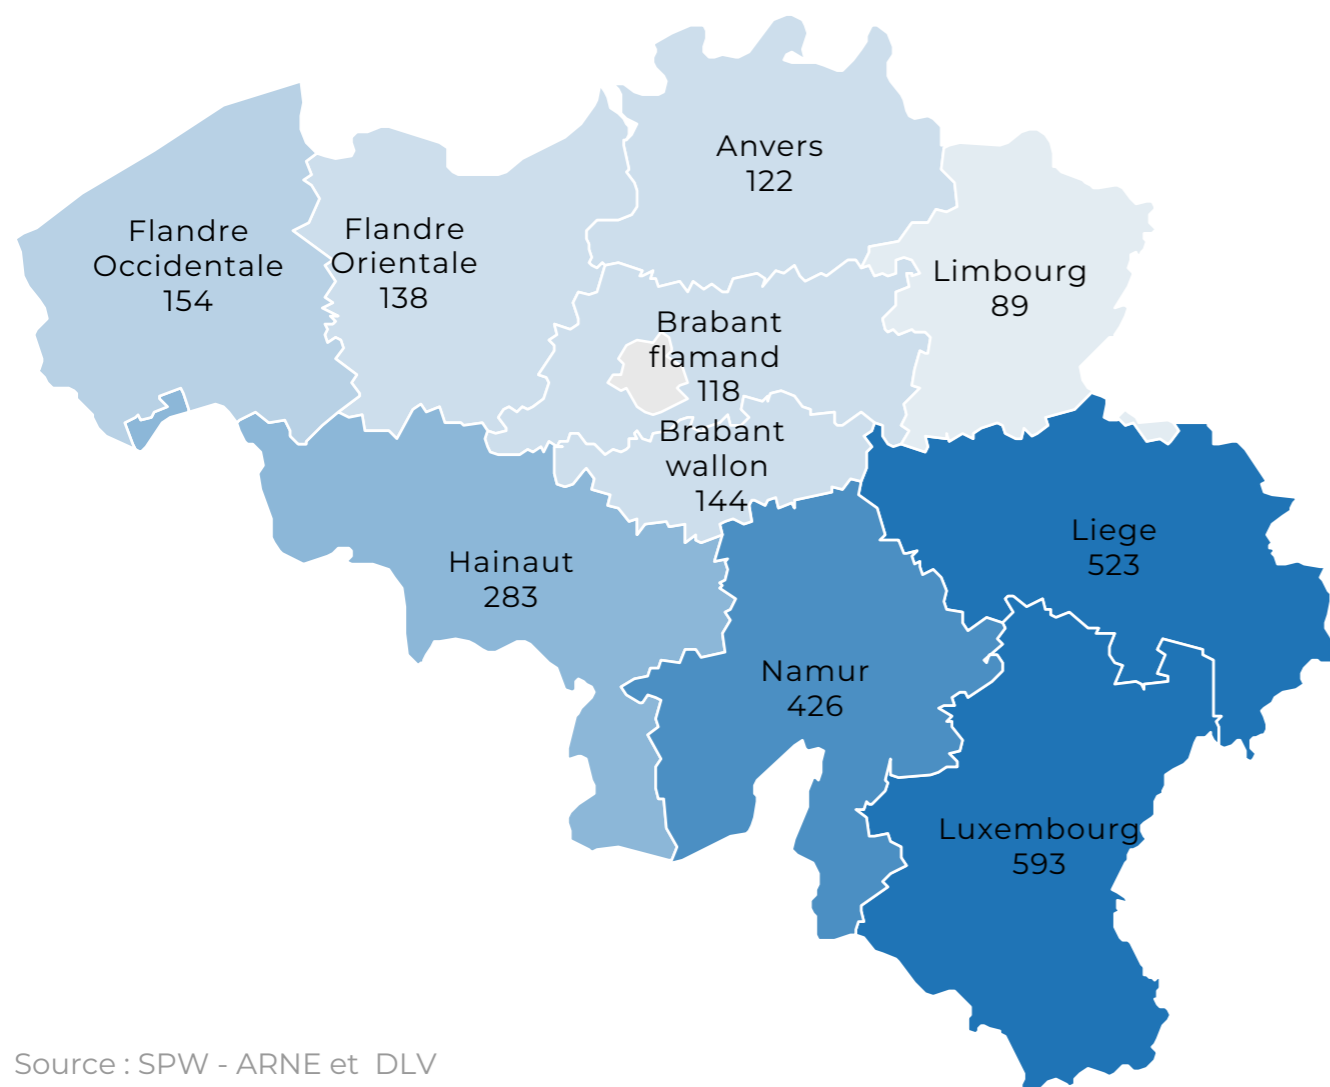 Anvers
122
Flandre
Occidentale
154
Flandre
Orientale
138
Limbourg
89
Brabant
flamand
118
Brabant
wallon
144
Liege
523
Hainaut
283
Namur
426
Luxembourg
593
Source : SPW - ARNE et  DLV